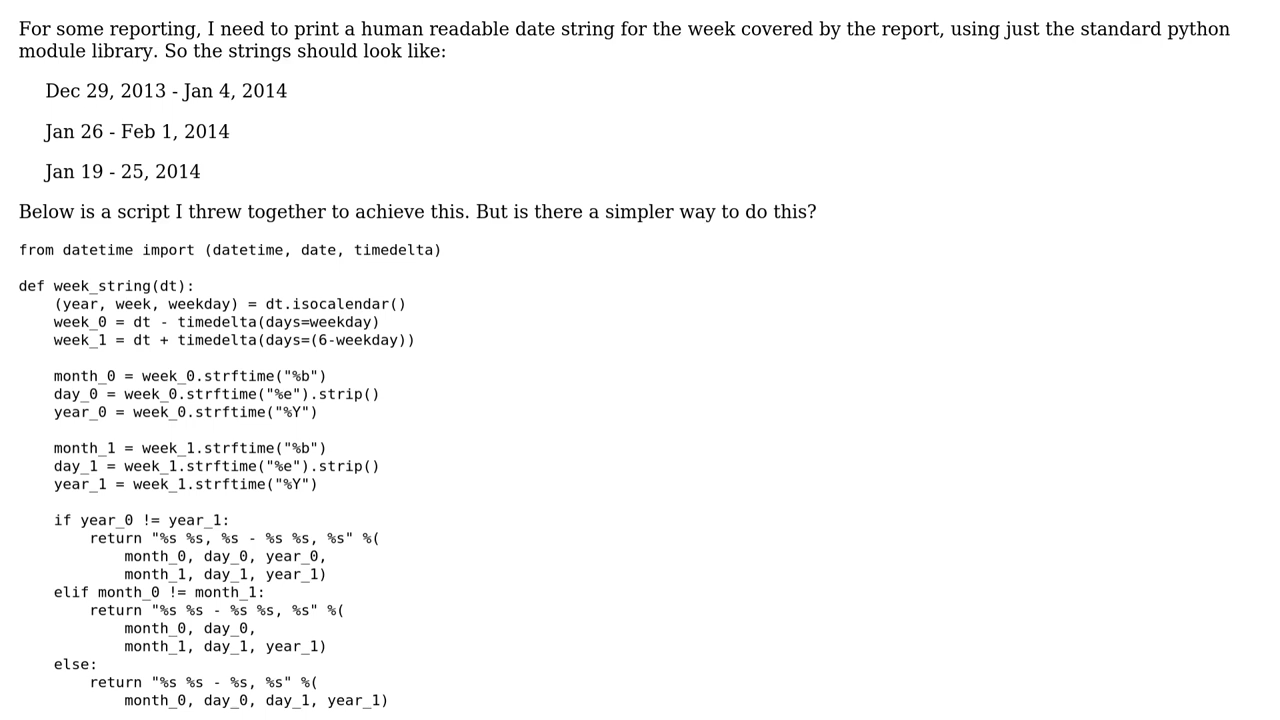 For some reporting, I need to print a human readable date string for the week covered by the report, using just the standard python
module library. So the strings should look like:
Dec 29, 2013 - Jan 4, 2014
Jan 26 - Feb 1, 2014
Jan 19 - 25, 2014
Below is a script I threw together to achieve this. But is there a simpler way to do this?
from datetime import (datetime, date, timedelta)
def week_string(dt):
    (year, week, weekday) = dt.isocalendar()
    week_0 = dt - timedelta(days=weekday)
    week_1 = dt + timedelta(days=(6-weekday))
    month_0 = week_0.strftime("%b")
    day_0 = week_0.strftime("%e").strip()
    year_0 = week_0.strftime("%Y")
    month_1 = week_1.strftime("%b")
    day_1 = week_1.strftime("%e").strip()
    year_1 = week_1.strftime("%Y")
    if year_0 != year_1:
        return "%s %s, %s - %s %s, %s" %(
            month_0, day_0, year_0,
            month_1, day_1, year_1)
    elif month_0 != month_1:
        return "%s %s - %s %s, %s" %(
            month_0, day_0,
            month_1, day_1, year_1)
    else:
        return "%s %s - %s, %s" %(
            month_0, day_0, day_1, year_1)